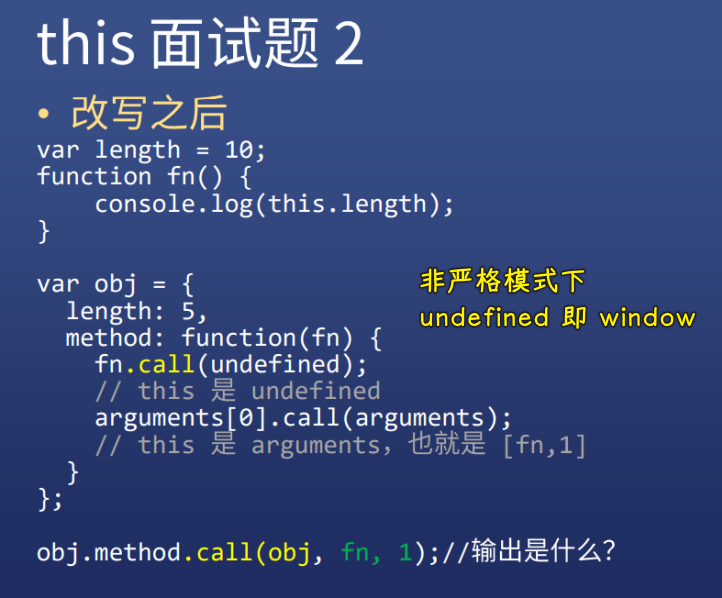 this 面试题 2
• 改写之后
var length = 10;
function fn() {
    console.log(this.length);
}
var obj = {
  length: 5,
  method: function(fn) {
    fn.call(undefined);
    // this 是 undefined
    arguments[0].call(arguments);
    // this 是 arguments，也就是 [fn,1]
  }
};
非严格模式下
undefined 即 window
obj.method.call(obj, fn, 1);//输出是什么？